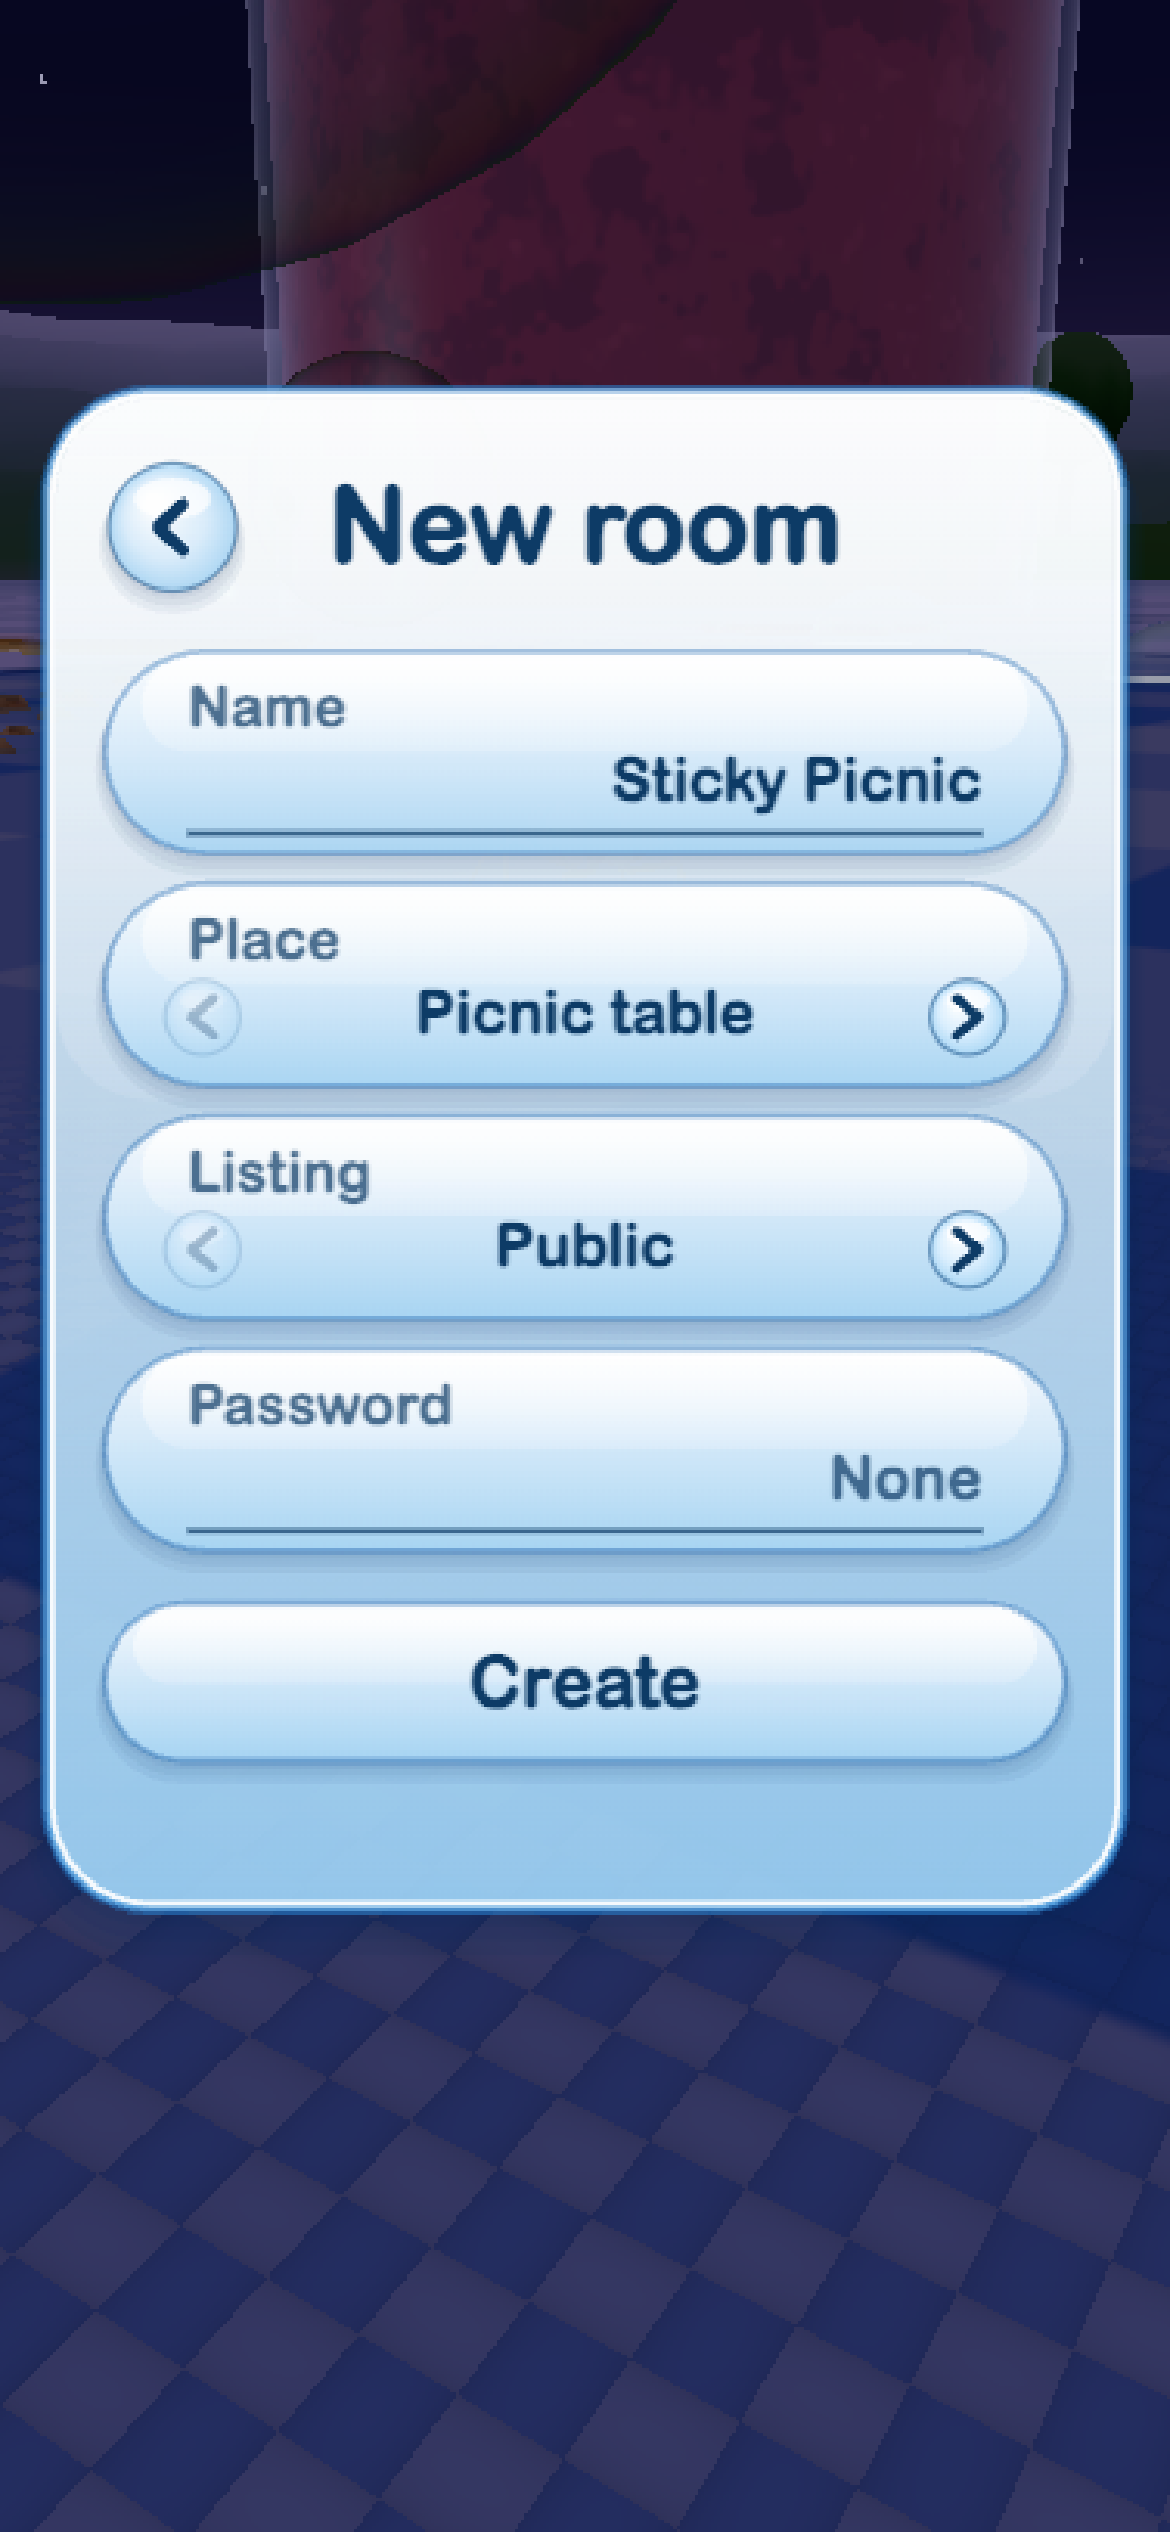 New room
Name
Sticky Picnic
Place
Picnic table
Listing
Public
Password
None
Create